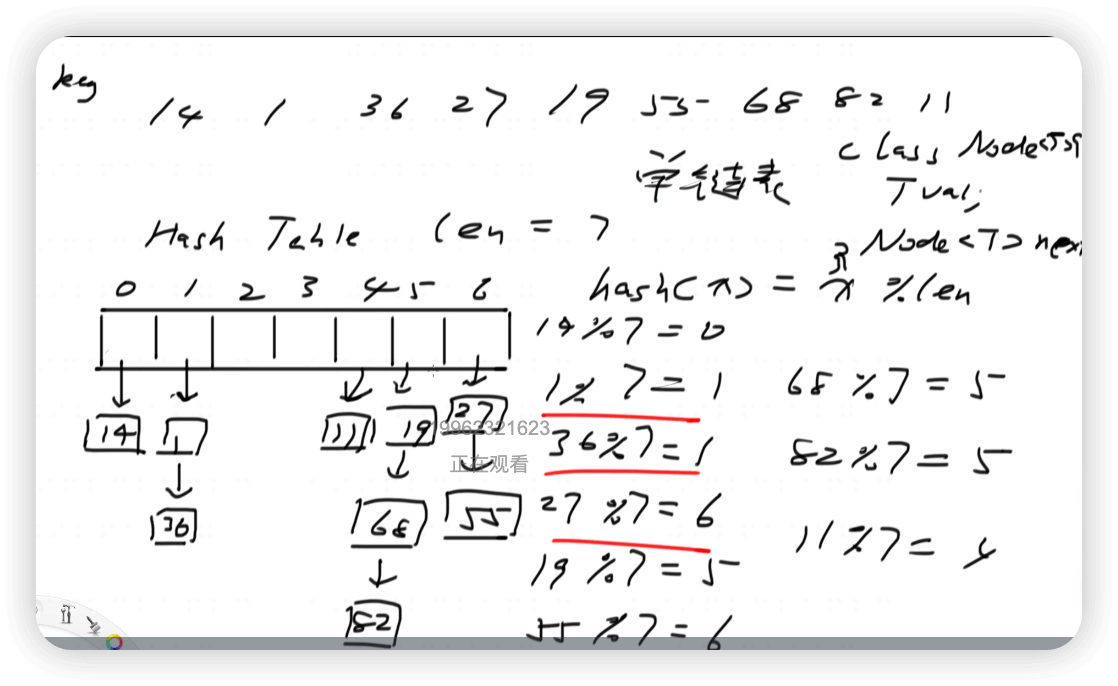 key
14 1 36 27 19 55 68 82 11
class Node<T>{
单向链表 T val;
Node<T> next
Hash Table len = 7
hash(x) = x % len
0 1 2 3 4 5 6
14 % 7 = 0
1 % 7 = 1 68 % 7 = 5
14 1 11 19 27
19963321623
36 % 7 = 1 82 % 7 = 5
正在观看
36 68 55
27 % 7 = 6
11 % 7 = 4
19 % 7 = 5
82
55 % 7 = 6